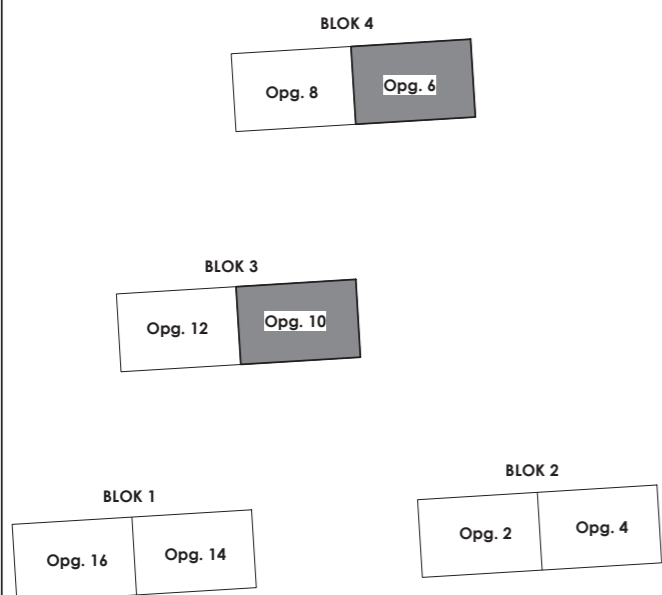 BLOK 4
Opg. 8
Opg. 6
BLOK 3
Opg. 12
Opg. 10
BLOK 1
Opg. 16
Opg. 14
BLOK 2
Opg. 2
Opg. 4